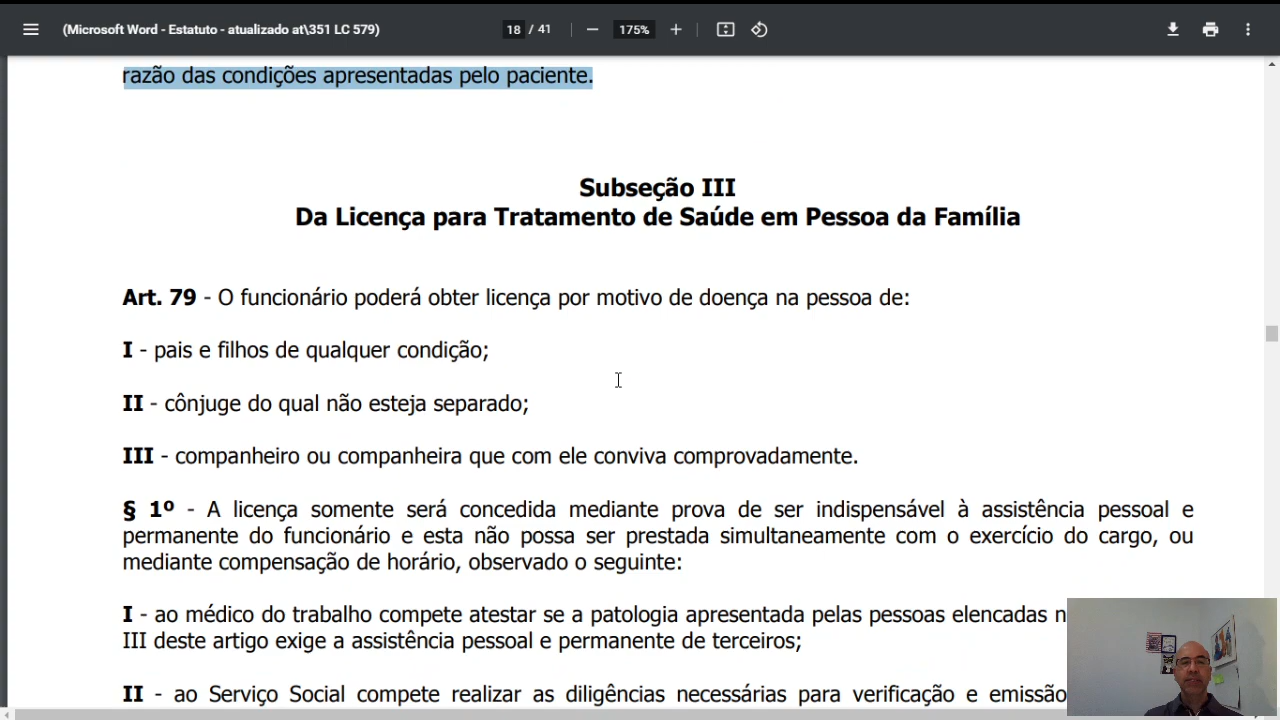 (Microsoft Word - Estatuto - atualizado at\351 LC 579)
18 / 41
175%
razão das condições apresentadas pelo paciente.
Subseção III
Da Licença para Tratamento de Saúde em Pessoa da Família
Art. 79 - O funcionário poderá obter licença por motivo de doença na pessoa de:
I - pais e filhos de qualquer condição;
II - cônjuge do qual não esteja separado;
III - companheiro ou companheira que com ele conviva comprovadamente.
§ 1º - A licença somente será concedida mediante prova de ser indispensável à assistência pessoal e
permanente do funcionário e esta não possa ser prestada simultaneamente com o exercício do cargo, ou
mediante compensação de horário, observado o seguinte:
I - ao médico do trabalho compete atestar se a patologia apresentada pelas pessoas elencadas
III deste artigo exige a assistência pessoal e permanente de terceiros;
II - ao Serviço Social compete realizar as diligências necessárias para verificação e emissão